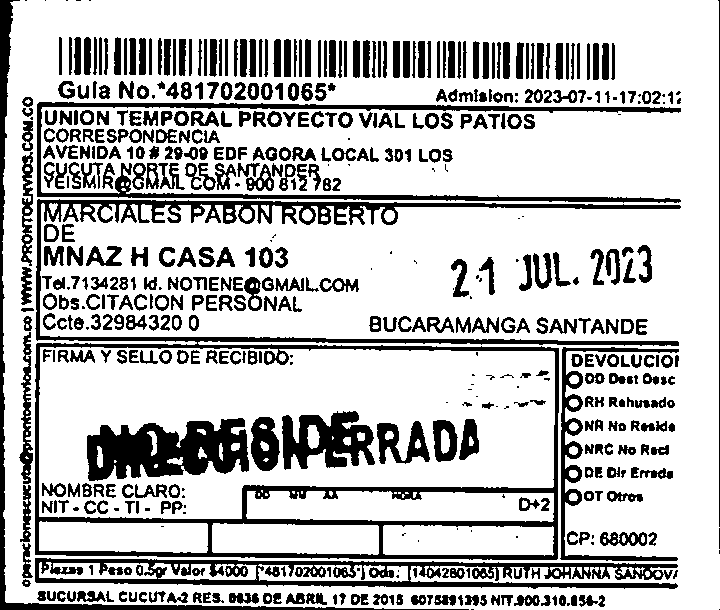 Guia No.*481702001065*
Admision: 2023-07-11-17:02:12
UNION TEMPORAL PROYECTO VIAL LOS PATIOS
CORRESPONDENCIA
AVENIDA 10 # 29-09 EDF AGORA LOCAL 301 LOS
CUCUTA NORTE DE SANTANDER
YEISMIR@GMAIL COM - 900 812 782
MARCIALES PABON ROBERTO
DE
MNAZ H CASA 103
Tel.7134281 Id. NOTIENE@GMAIL.COM
Obs.CITACION PERSONAL
Ccte.32984320 0
21 JUL. 2023
BUCARAMANGA SANTANDE
FIRMA Y SELLO DE RECIBIDO:
NO RESIDE
DIRECCION ERRADA
NOMBRE CLARO:
NIT - CC - TI - PP:
DD MM AA HORA
D+2
DEVOLUCION
DD Dest Desc
RH Rehusado
NR No Reside
NRC No Recl
DE Dir Errada
OT Otros
CP: 680002
Piezas 1 Peso 0.5gr Valor $4000 [*481702001065*] Ods: [14042801065] RUTH JOHANNA SANDOVA
SUCURSAL CUCUTA-2 RES. 0636 DE ABRIL 17 DE 2015 6075891395 NIT.900.310.856-2
operacionescucuta@prontoenvios.com.co | WWW.PRONTOENVIOS.COM.CO